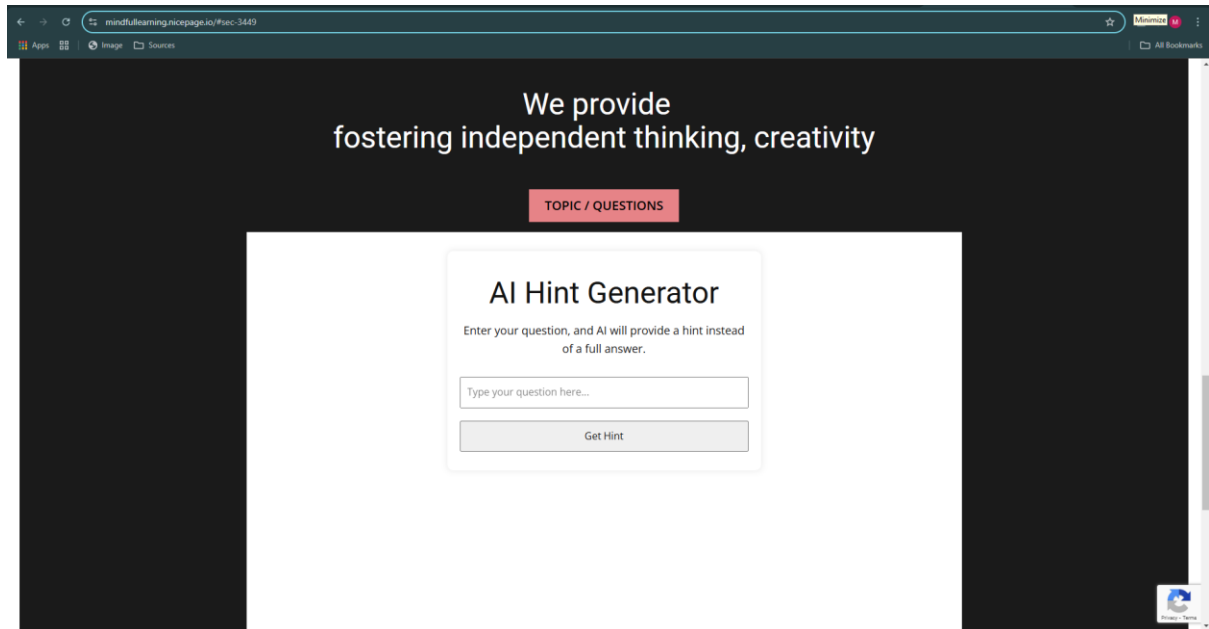 mindfullearning.nicepage.io/#sec-3449
Minimize
M
Apps
Image
Sources
All Bookmarks
We provide
fostering independent thinking, creativity
TOPIC / QUESTIONS
AI Hint Generator
Enter your question, and AI will provide a hint instead
of a full answer.
Type your question here...
Get Hint
Privacy - Terms